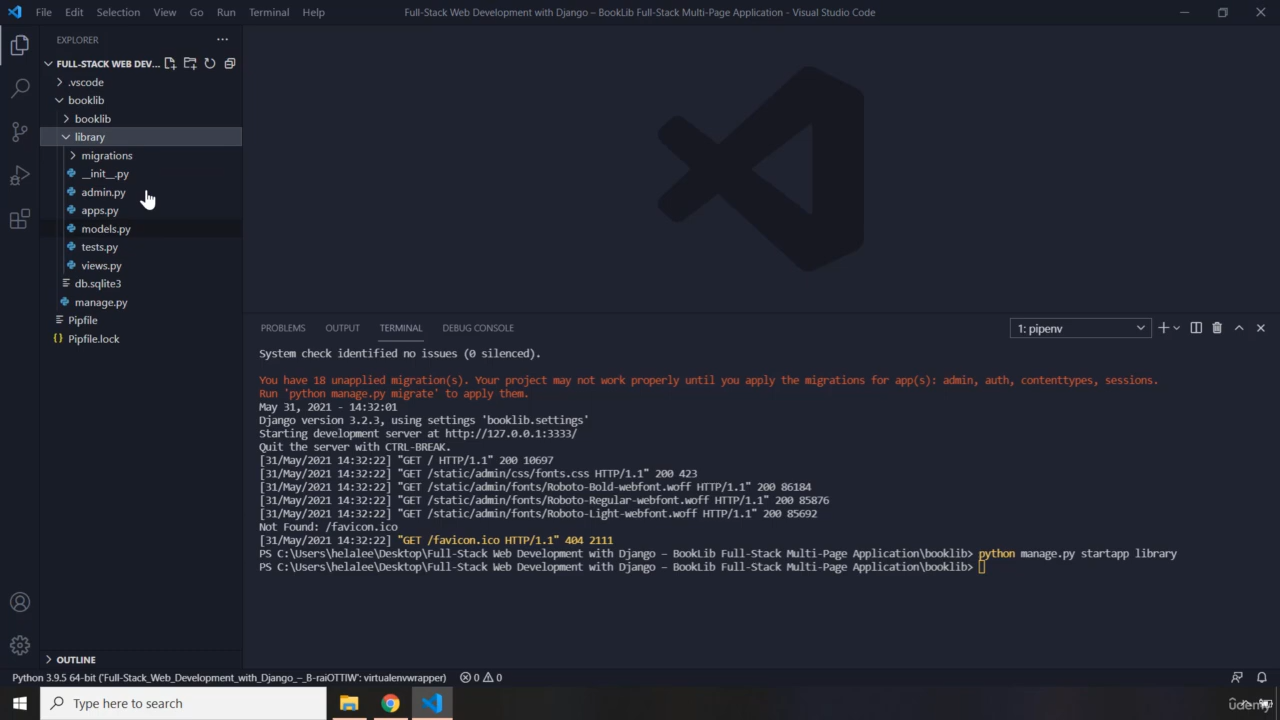 File Edit Selection View Go Run Terminal Help
Full-Stack Web Development with Django – BookLib Full-Stack Multi-Page Application - Visual Studio Code
EXPLORER
FULL-STACK WEB DEV...
.vscode
booklib
booklib
library
migrations
__init__.py
admin.py
apps.py
models.py
tests.py
views.py
db.sqlite3
manage.py
Pipfile
Pipfile.lock
OUTLINE
PROBLEMS OUTPUT TERMINAL DEBUG CONSOLE
1: pipenv
System check identified no issues (0 silenced).
You have 18 unapplied migration(s). Your project may not work properly until you apply the migrations for app(s): admin, auth, contenttypes, sessions.
Run 'python manage.py migrate' to apply them.
May 31, 2021 - 14:32:01
Django version 3.2.3, using settings 'booklib.settings'
Starting development server at http://127.0.0.1:3333/
Quit the server with CTRL-BREAK.
[31/May/2021 14:32:22] "GET / HTTP/1.1" 200 10697
[31/May/2021 14:32:22] "GET /static/admin/css/fonts.css HTTP/1.1" 200 423
[31/May/2021 14:32:22] "GET /static/admin/fonts/Roboto-Bold-webfont.woff HTTP/1.1" 200 86184
[31/May/2021 14:32:22] "GET /static/admin/fonts/Roboto-Regular-webfont.woff HTTP/1.1" 200 85876
[31/May/2021 14:32:22] "GET /static/admin/fonts/Roboto-Light-webfont.woff HTTP/1.1" 200 85692
Not Found: /favicon.ico
[31/May/2021 14:32:22] "GET /favicon.ico HTTP/1.1" 404 2111
PS C:\Users\helalee\Desktop\Full-Stack Web Development with Django – BookLib Full-Stack Multi-Page Application\booklib> python manage.py startapp library
PS C:\Users\helalee\Desktop\Full-Stack Web Development with Django – BookLib Full-Stack Multi-Page Application\booklib>
Python 3.9.5 64-bit ('Full-Stack_Web_Development_with_Django_–_B-raiOTTIW': virtualenvwrapper) 0 0
Type here to search
udemy